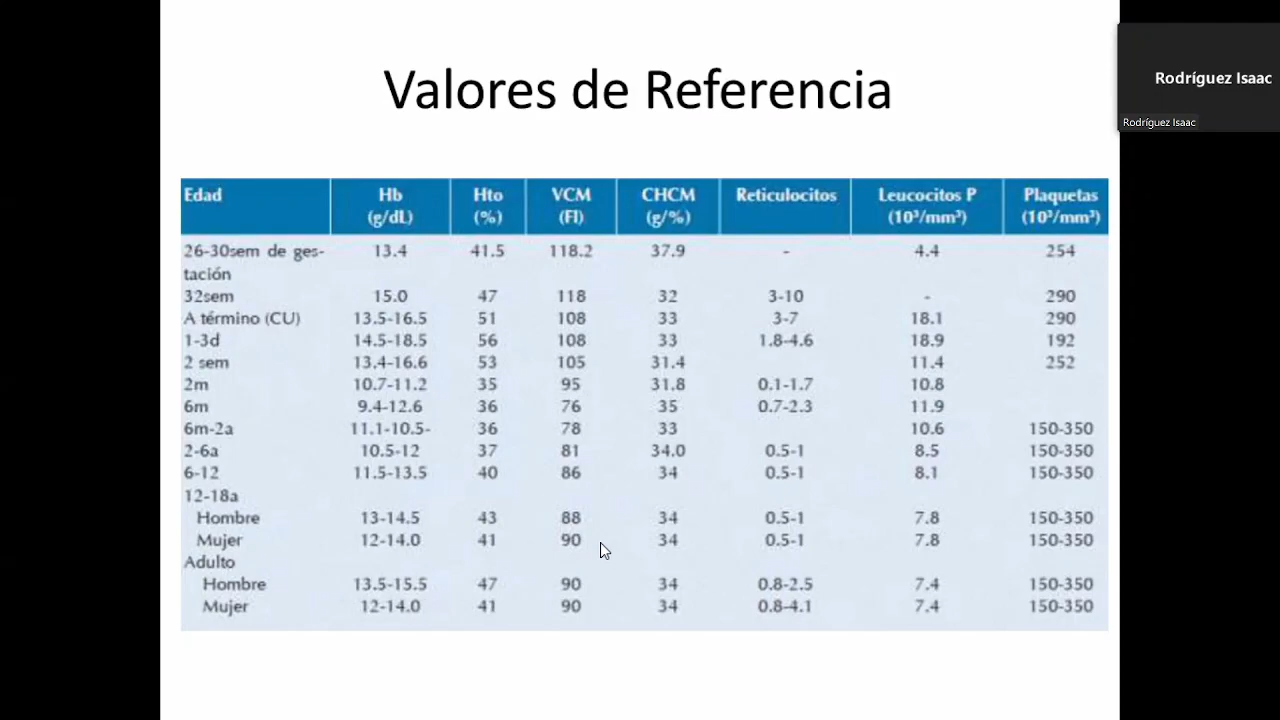 Valores de Referencia
Rodríguez Isaac
Rodríguez Isaac
Edad Hb Hto VCM CHCM Reticulocitos Leucocitos P Plaquetas
(g/dL) (%) (Fl) (g/%) (10³/mm³) (10³/mm³)
26-30sem de ges- 13.4 41.5 118.2 37.9 - 4.4 254
tación
32sem 15.0 47 118 32 3-10 - 290
A término (CU) 13.5-16.5 51 108 33 3-7 18.1 290
1-3d 14.5-18.5 56 108 33 1.8-4.6 18.9 192
2 sem 13.4-16.6 53 105 31.4 11.4 252
2m 10.7-11.2 35 95 31.8 0.1-1.7 10.8
6m 9.4-12.6 36 76 35 0.7-2.3 11.9
6m-2a 11.1-10.5- 36 78 33 10.6 150-350
2-6a 10.5-12 37 81 34.0 0.5-1 8.5 150-350
6-12 11.5-13.5 40 86 34 0.5-1 8.1 150-350
12-18a
Hombre 13-14.5 43 88 34 0.5-1 7.8 150-350
Mujer 12-14.0 41 90 34 0.5-1 7.8 150-350
Adulto
Hombre 13.5-15.5 47 90 34 0.8-2.5 7.4 150-350
Mujer 12-14.0 41 90 34 0.8-4.1 7.4 150-350